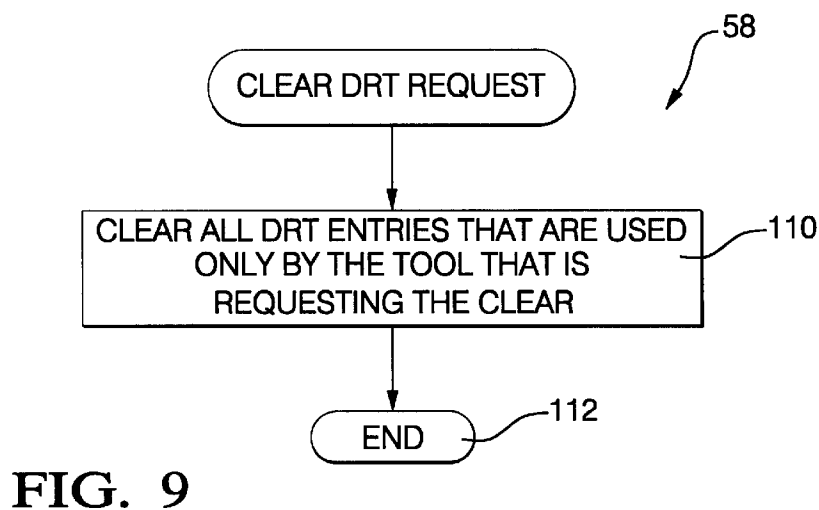 58
CLEAR DRT REQUEST
CLEAR ALL DRT ENTRIES THAT ARE USED
ONLY BY THE TOOL THAT IS
REQUESTING THE CLEAR
110
END
112
FIG. 9